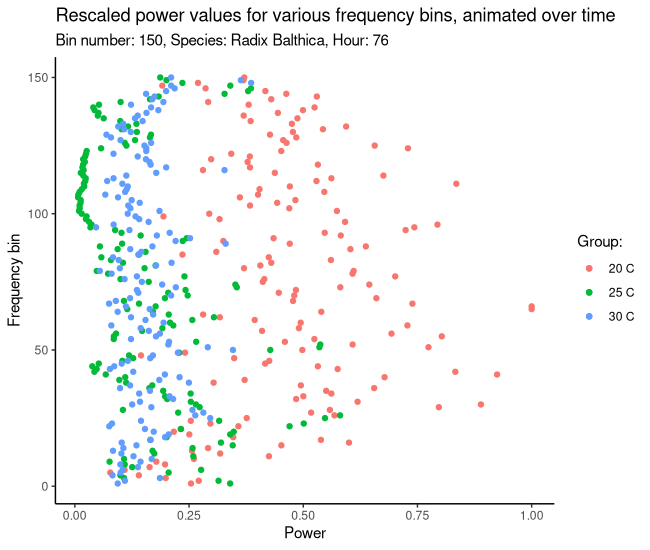 Rescaled power values for various frequency bins, animated over time
Bin number: 150, Species: Radix Balthica, Hour: 76
150
100
50
0
Frequency bin
0.00 0.25 0.50 0.75 1.00
Power
Group:
20 C
25 C
30 C